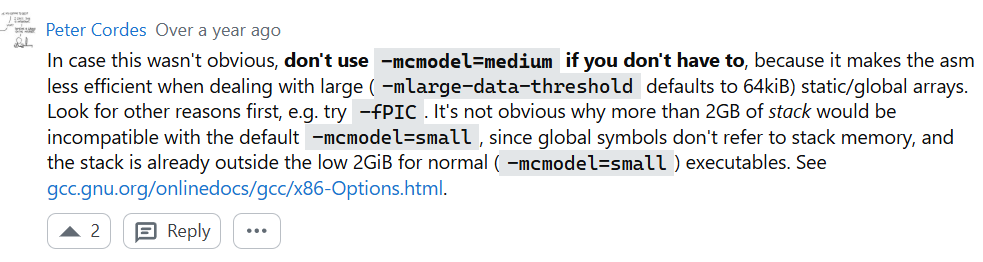 Peter Cordes Over a year ago
In case this wasn't obvious, don't use -mcmodel=medium if you don't have to, because it makes the asm
less efficient when dealing with large ( -mlarge-data-threshold defaults to 64kiB) static/global arrays.
Look for other reasons first, e.g. try -fPIC . It's not obvious why more than 2GB of stack would be
incompatible with the default -mcmodel=small , since global symbols don't refer to stack memory, and
the stack is already outside the low 2GiB for normal ( -mcmodel=small ) executables. See
gcc.gnu.org/onlinedocs/gcc/x86-Options.html.
2 Reply